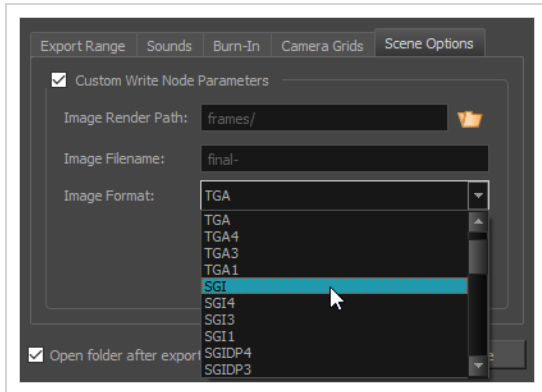 Export Range Sounds Burn-In Camera Grids Scene Options
Custom Write Node Parameters
Image Render Path: frames/
Image Filename: final-
Image Format: TGA
TGA
TGA4
TGA3
TGA1
SGI
SGI4
SGI3
SGI1
SGIDP4
SGIDP3
Open folder after export